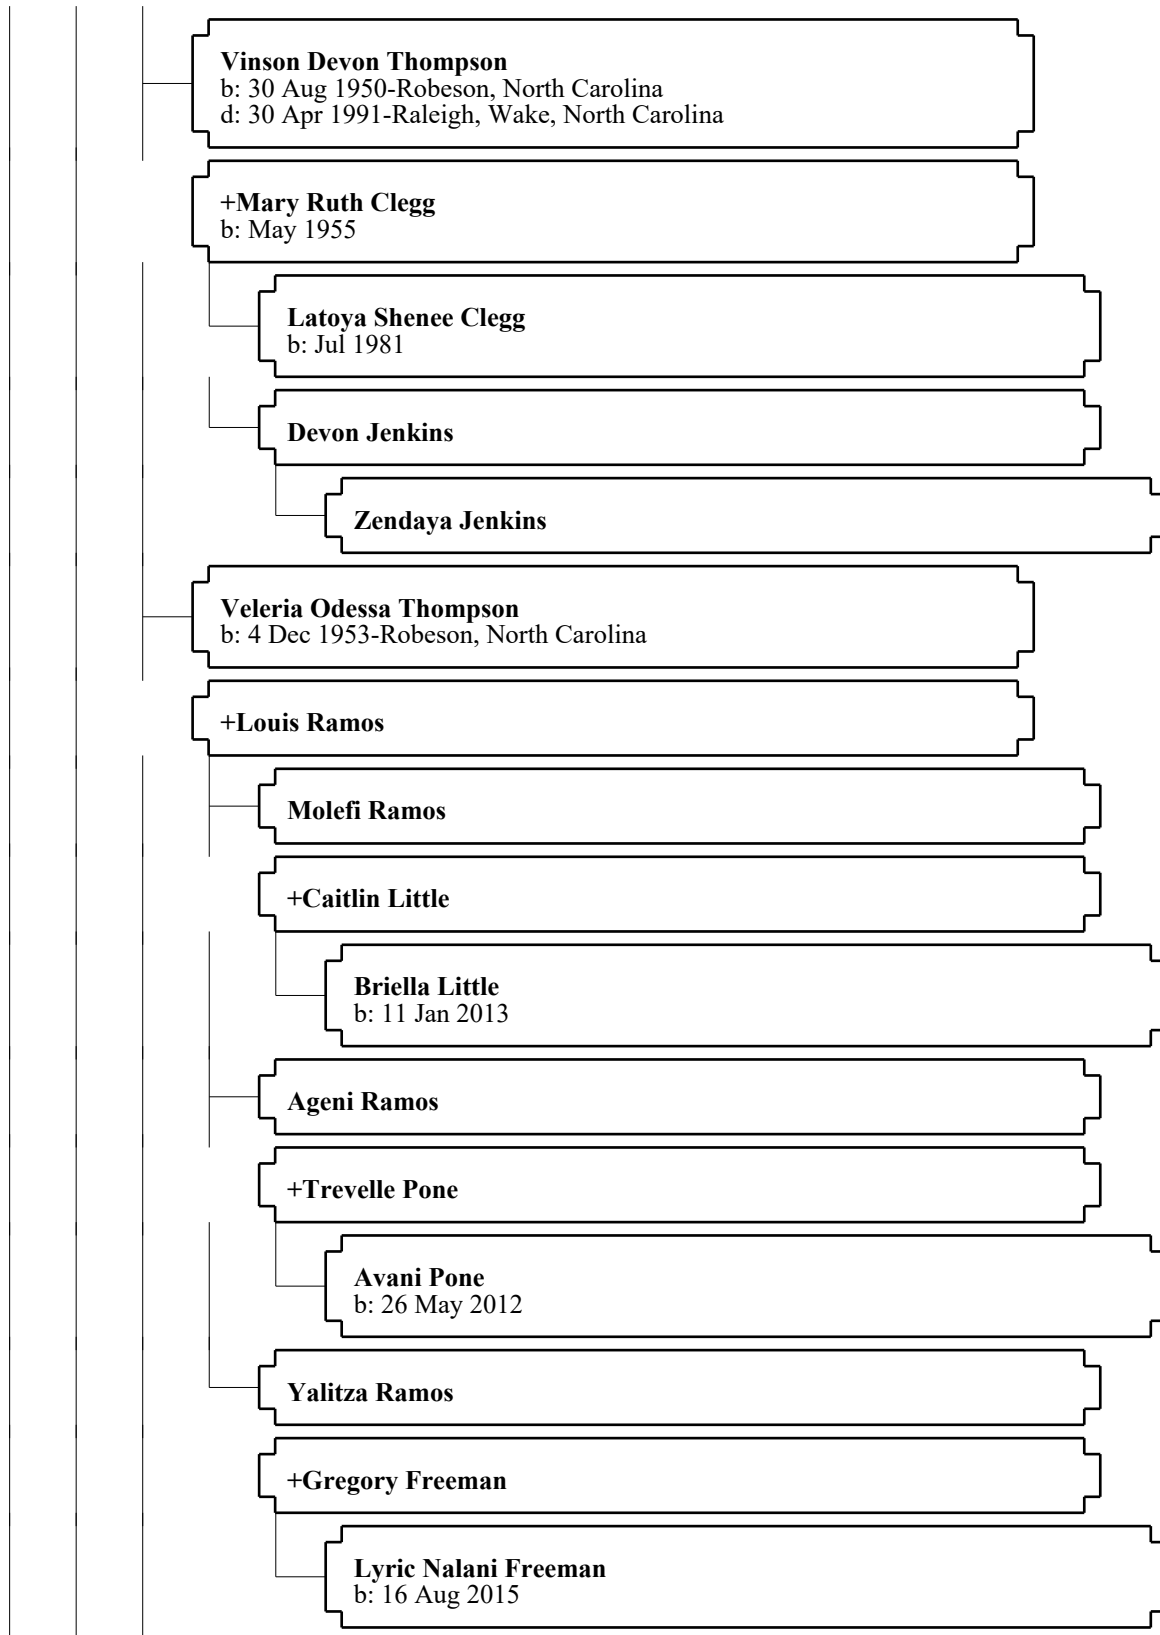 Vinson Devon Thompson
b: 30 Aug 1950-Robeson, North Carolina
d: 30 Apr 1991-Raleigh, Wake, North Carolina
+Mary Ruth Clegg
b: May 1955
Latoya Shenee Clegg
b: Jul 1981
Devon Jenkins
Zendaya Jenkins
Veleria Odessa Thompson
b: 4 Dec 1953-Robeson, North Carolina
+Louis Ramos
Molefi Ramos
+Caitlin Little
Briella Little
b: 11 Jan 2013
Ageni Ramos
+Trevelle Pone
Avani Pone
b: 26 May 2012
Yalitza Ramos
+Gregory Freeman
Lyric Nalani Freeman
b: 16 Aug 2015